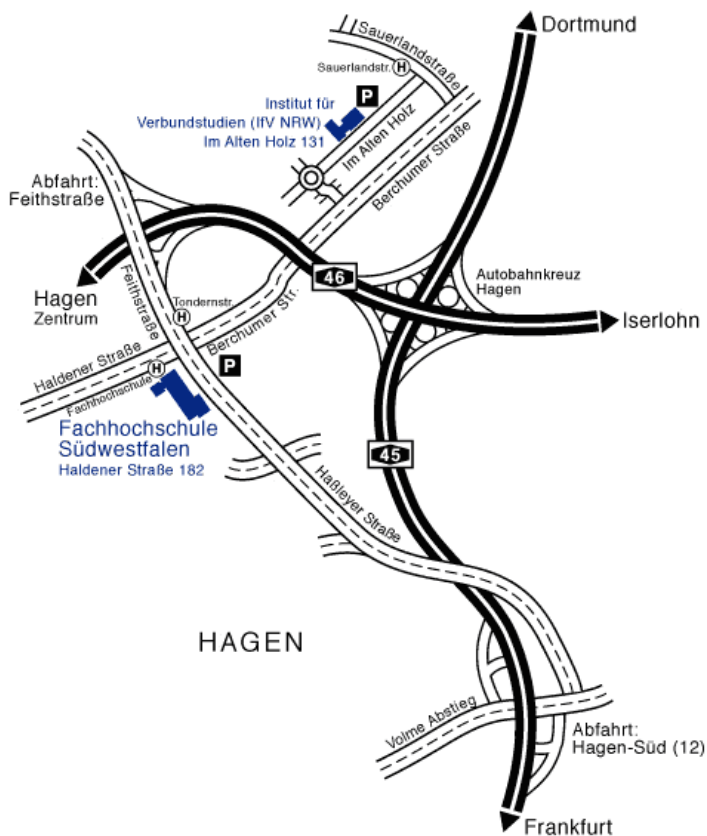 Dortmund
Sauerlandstraße
Sauerlandstr.
H
P
Institut für
Verbundstudien (IfV NRW)
Im Alten Holz 131
Im Alten Holz
Berchumer Straße
Abfahrt:
Feithstraße
46
Autobahnkreuz
Hagen
Hagen
Zentrum
Feithstraße
Tondernstr.
H
Iserlohn
Berchumer Str.
Haldener Straße
P
H
Fachhochschule
Fachhochschule
Südwestfalen
Haldener Straße 182
45
Haßleyer Straße
HAGEN
Volme Abstieg
Abfahrt:
Hagen-Süd (12)
Frankfurt